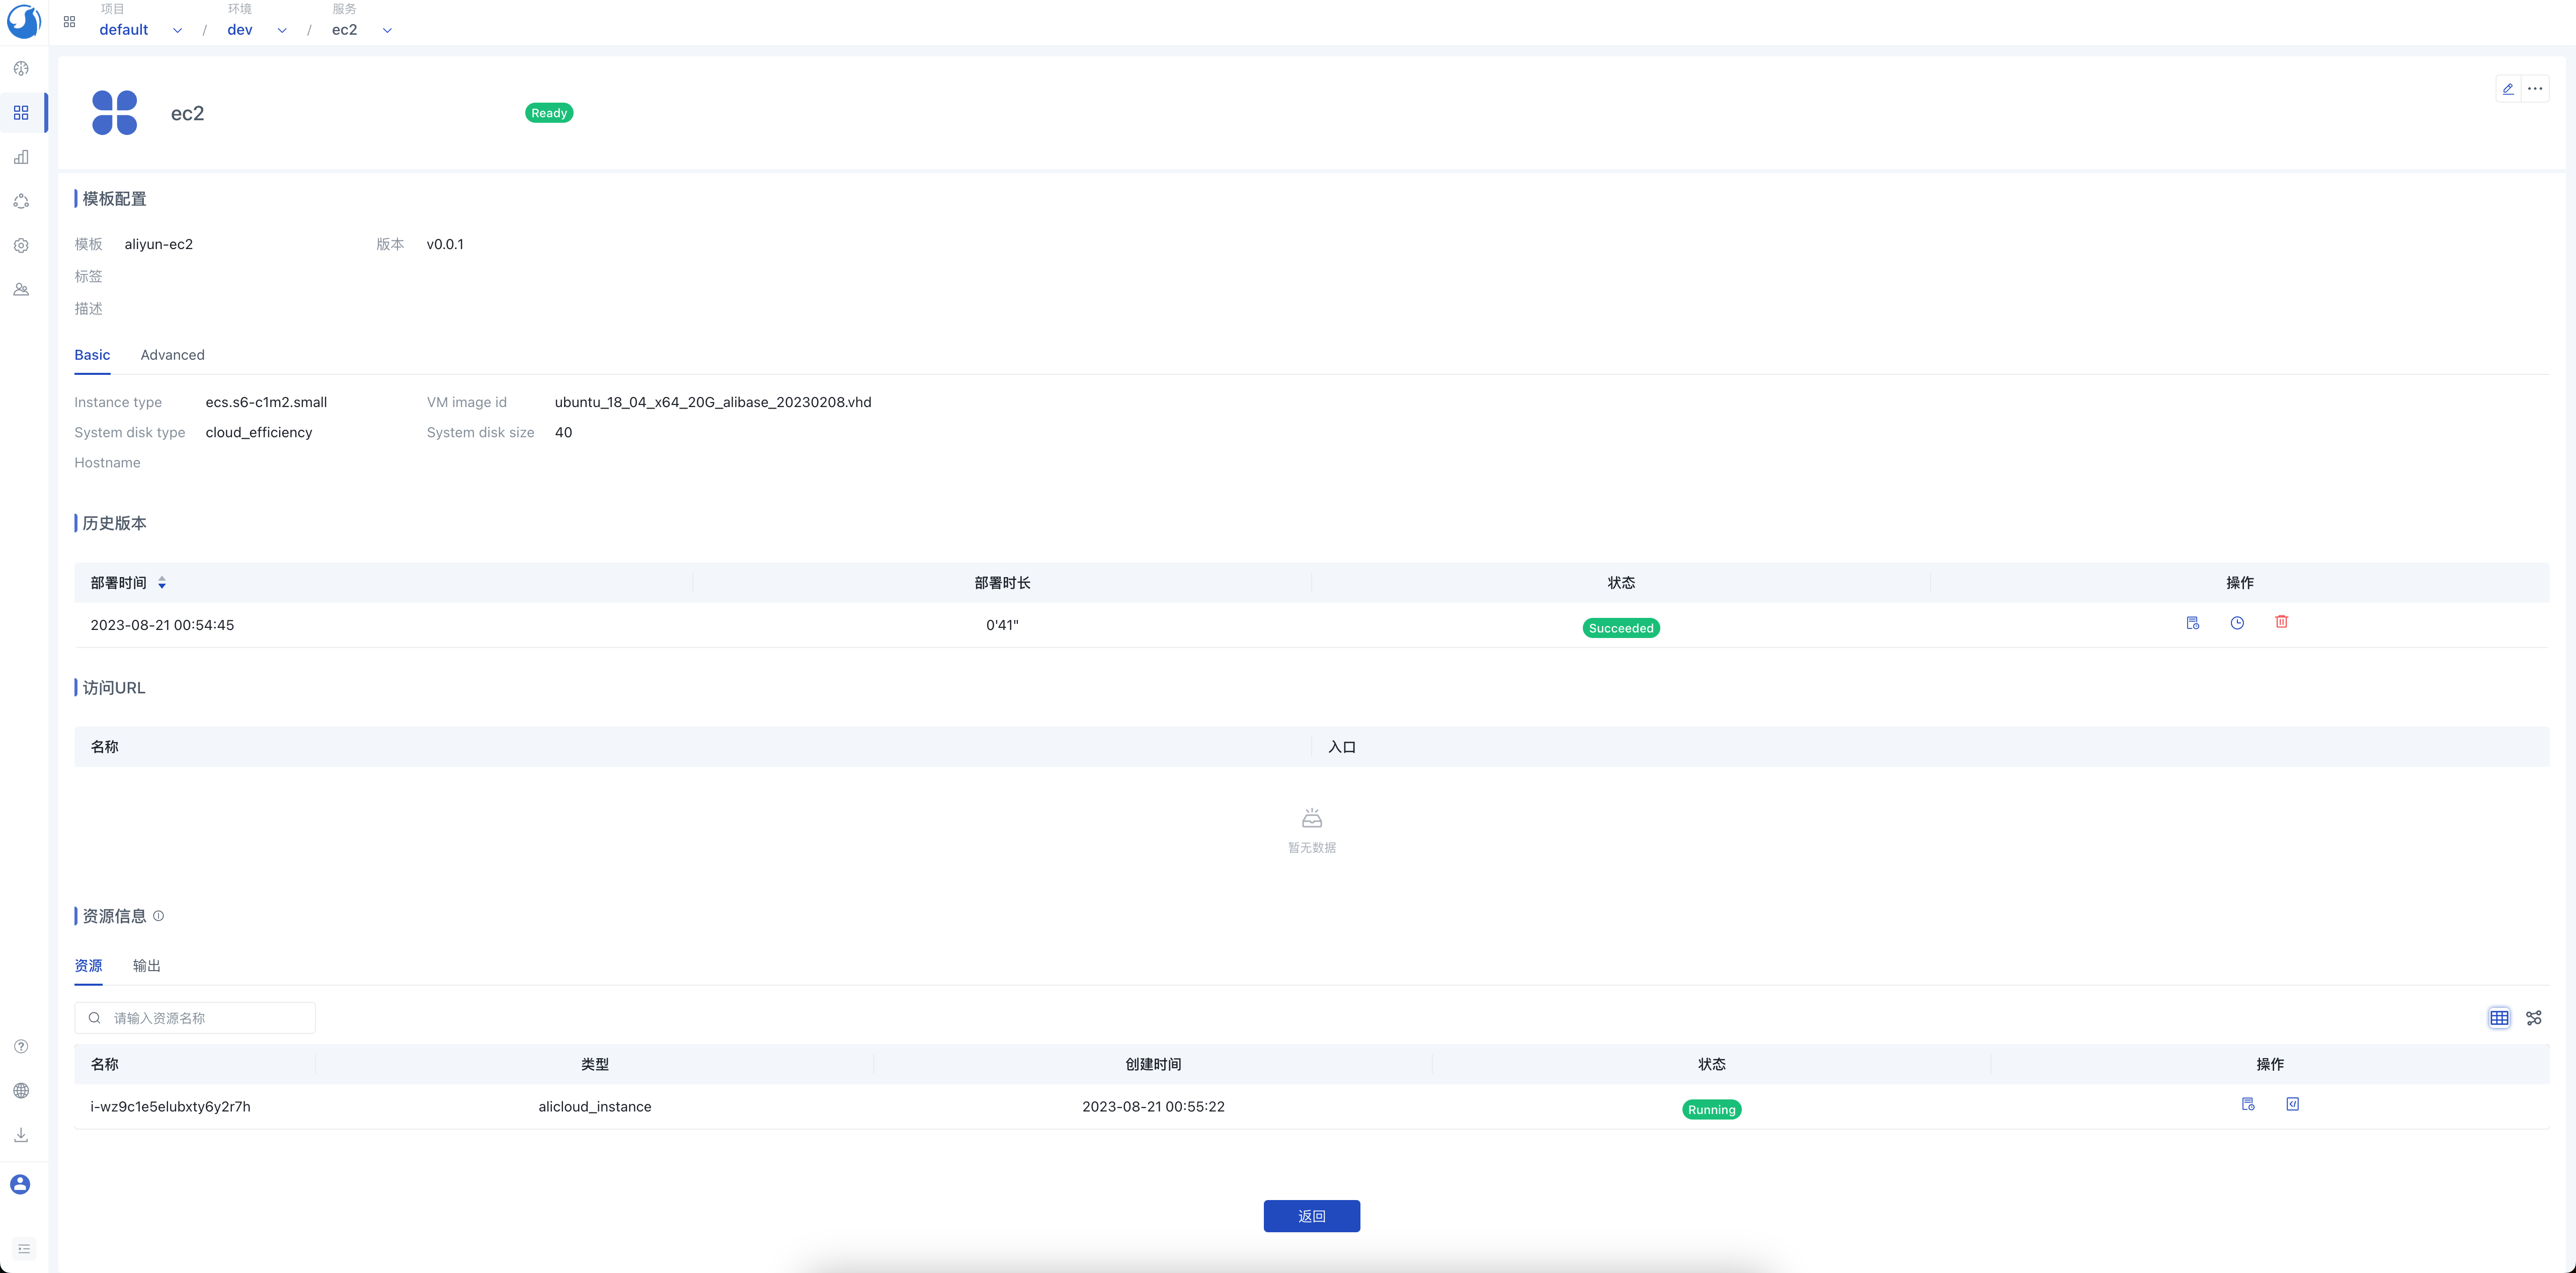 项目 环境 服务
default / dev / ec2
ec2 Ready
模板配置
模板 aliyun-ec2 版本 v0.0.1
标签
描述
Basic Advanced
Instance type ecs.s6-c1m2.small VM image id ubuntu_18_04_x64_20G_alibase_20230208.vhd
System disk type cloud_efficiency System disk size 40
Hostname
历史版本
部署时间 部署时长 状态 操作
2023-08-21 00:54:45 0'41" Succeeded
访问URL
名称 入口
暂无数据
资源信息
资源 输出
请输入资源名称
名称 类型 创建时间 状态 操作
i-wz9c1e5elubxty6y2r7h alicloud_instance 2023-08-21 00:55:22 Running
返回